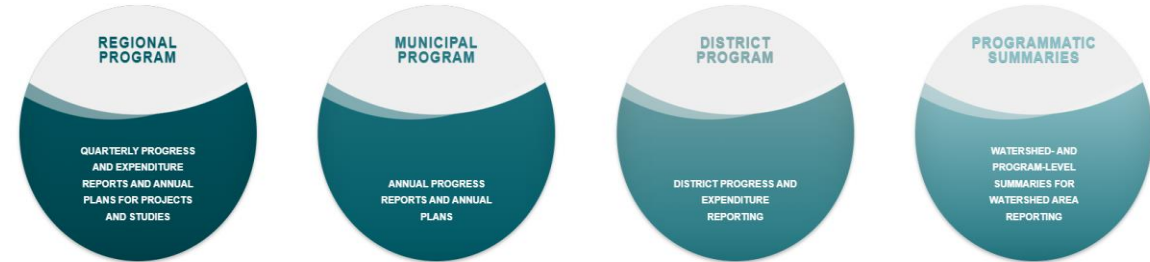 REGIONAL
PROGRAM
QUARTERLY PROGRESS
AND EXPENDITURE
REPORTS AND ANNUAL
PLANS FOR PROJECTS
AND STUDIES
MUNICIPAL
PROGRAM
ANNUAL PROGRESS
REPORTS AND ANNUAL
PLANS
DISTRICT
PROGRAM
DISTRICT PROGRESS AND
EXPENDITURE
REPORTING
PROGRAMMATIC
SUMMARIES
WATERSHED- AND
PROGRAM-LEVEL
SUMMARIES FOR
WATERSHED AREA
REPORTING